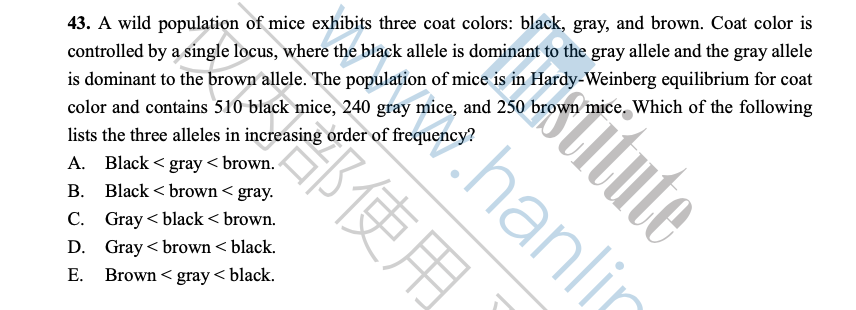 43. A wild population of mice exhibits three coat colors: black, gray, and brown. Coat color is
controlled by a single locus, where the black allele is dominant to the gray allele and the gray allele
is dominant to the brown allele. The population of mice is in Hardy-Weinberg equilibrium for coat
color and contains 510 black mice, 240 gray mice, and 250 brown mice. Which of the following
lists the three alleles in increasing order of frequency?
A. Black < gray < brown.
B. Black < brown < gray.
C. Gray < black < brown.
D. Gray < brown < black.
E. Brown < gray < black.
仅内部使用
www.hanlin
institute